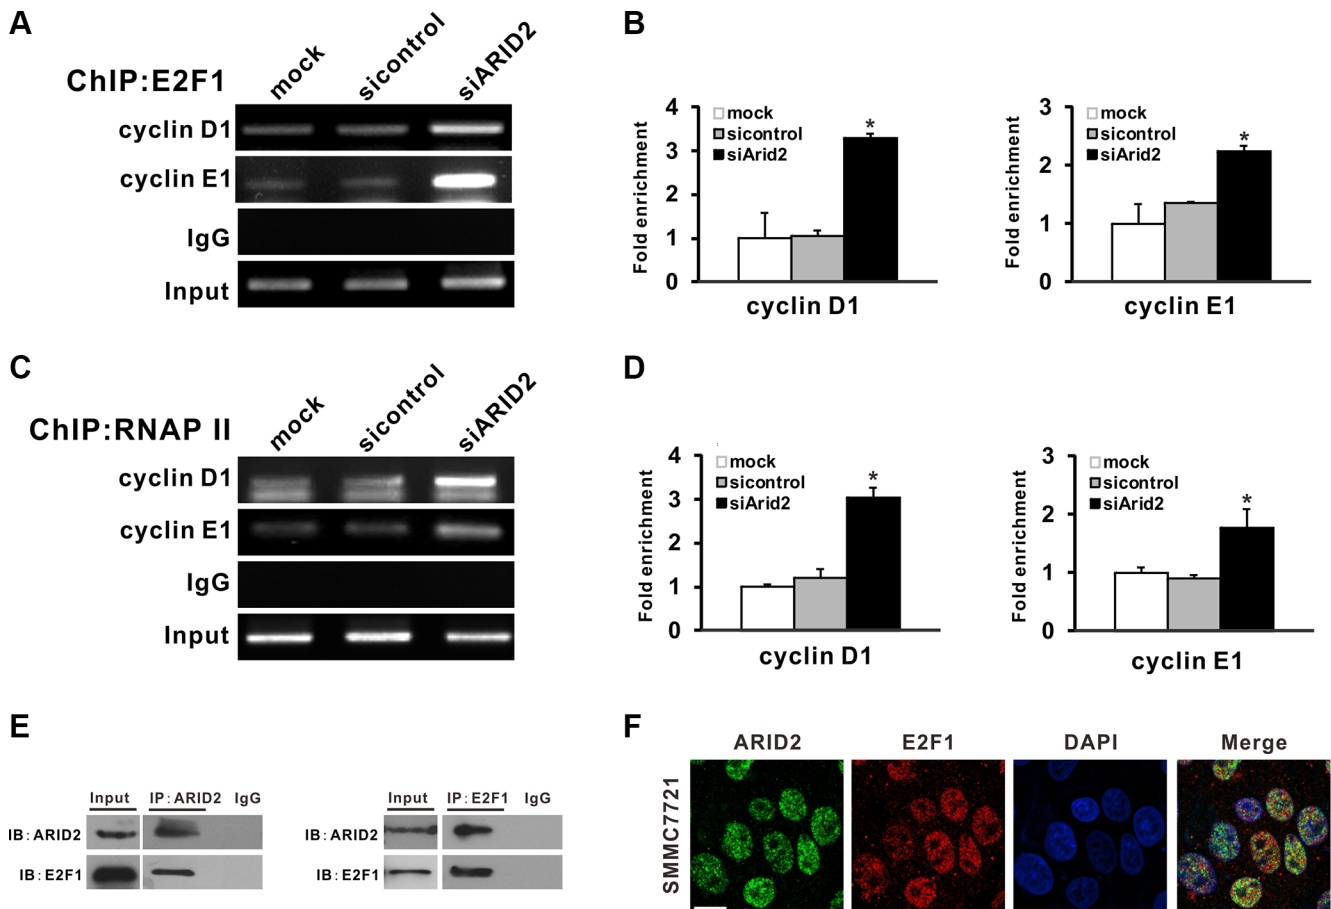 A
ChIP:E2F1
mock
sicontrol
siARID2
cyclin D1
cyclin E1
IgG
Input
B
4
3
2
1
0
Fold enrichment
mock
sicontrol
siArid2
*
cyclin D1
3
2
1
0
Fold enrichment
mock
sicontrol
siArid2
*
cyclin E1
C
ChIP:RNAP II
mock
sicontrol
siARID2
cyclin D1
cyclin E1
IgG
Input
D
4
3
2
1
0
Fold enrichment
mock
sicontrol
siArid2
*
cyclin D1
3
2
1
0
Fold enrichment
mock
sicontrol
siArid2
*
cyclin E1
E
Input IP:ARID2 IgG
IB:ARID2
IB:E2F1
Input IP:E2F1 IgG
IB:ARID2
IB:E2F1
F
ARID2 E2F1 DAPI Merge
SMMC7721